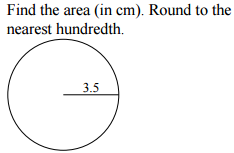 Find the area (in cm). Round to the
nearest hundredth.
3.5